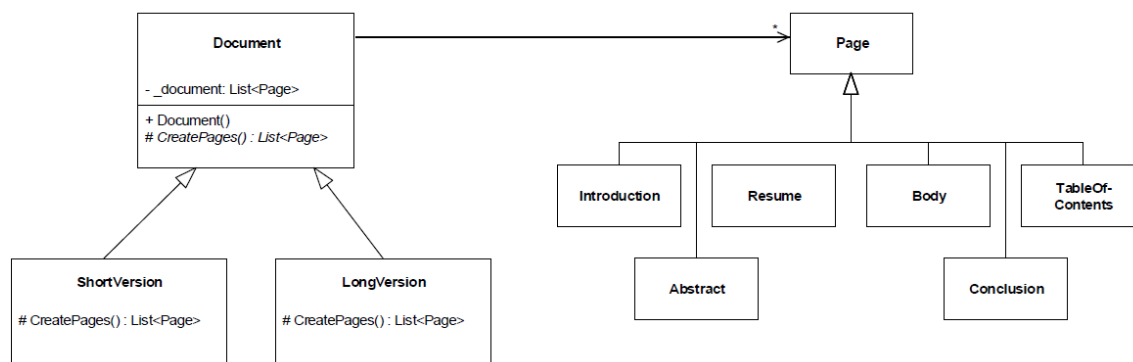 Document
- _document: List<Page>
+ Document()
# CreatePages() : List<Page>
*
Page
Introduction
Resume
Body
TableOf-
Contents
Abstract
Conclusion
ShortVersion
# CreatePages() : List<Page>
LongVersion
# CreatePages() : List<Page>